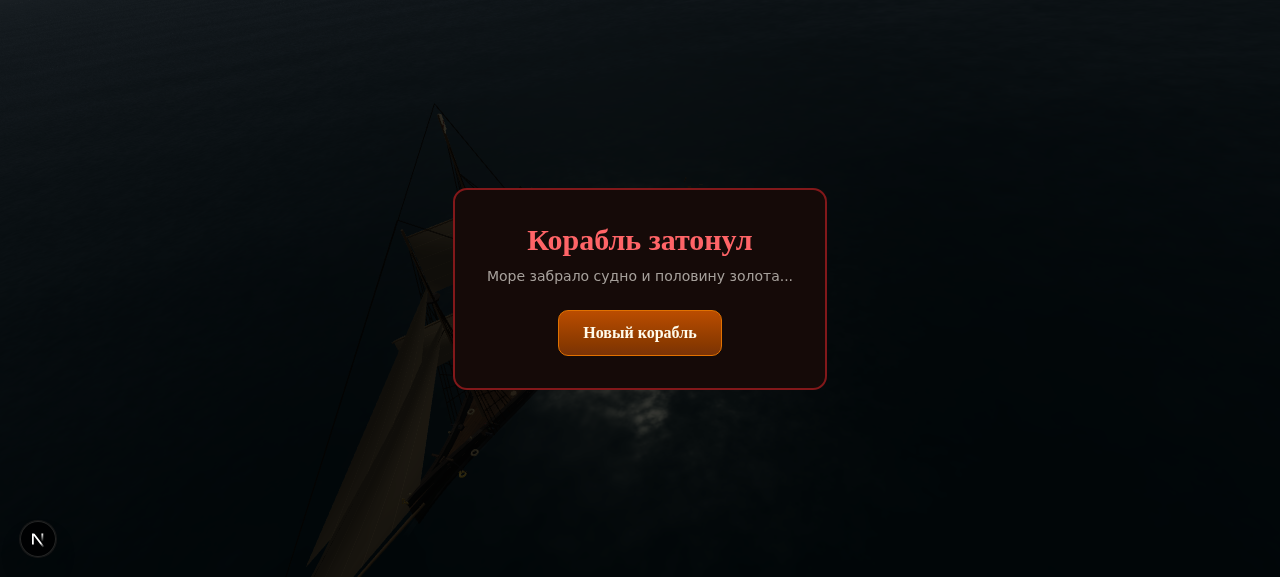 Корабль затонул
Море забрало судно и половину золота...
Новый корабль
N